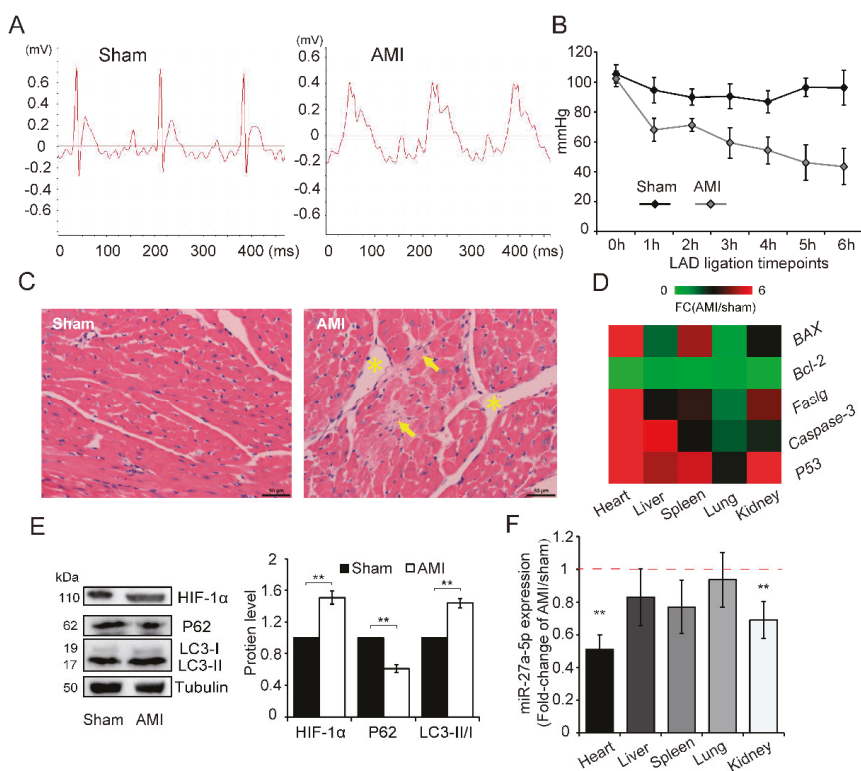 A
(mV)
Sham
0.6
0.4
0.2
0
-0.2
-0.4
-0.6
0 100 200 300 400 (ms)
(mV)
AMI
0.6
0.4
0.2
0
-0.2
-0.4
-0.6
0 100 200 300 400 (ms)
B
mmHg
120
100
80
60
40
20
0
Sham AMI
0h 1h 2h 3h 4h 5h 6h
LAD ligation timepoints
C
Sham
50 μm
AMI
50 μm
D
0 6
FC(AMI/sham)
BAX
Bcl-2
Faslg
Caspase-3
P53
Heart Liver Spleen Lung Kidney
E
kDa
110 HIF-1α
62 P62
19 LC3-I
17 LC3-II
50 Tubulin
Sham AMI
Protien level
2
1.6
1.2
0.8
0.4
0
Sham AMI
**
**
**
HIF-1α P62 LC3-II/I
F
miR-27a-5p expression
(Fold-change of AMI/sham)
1.2
1
0.8
0.6
0.4
0.2
0
**
**
Heart Liver Spleen Lung Kidney